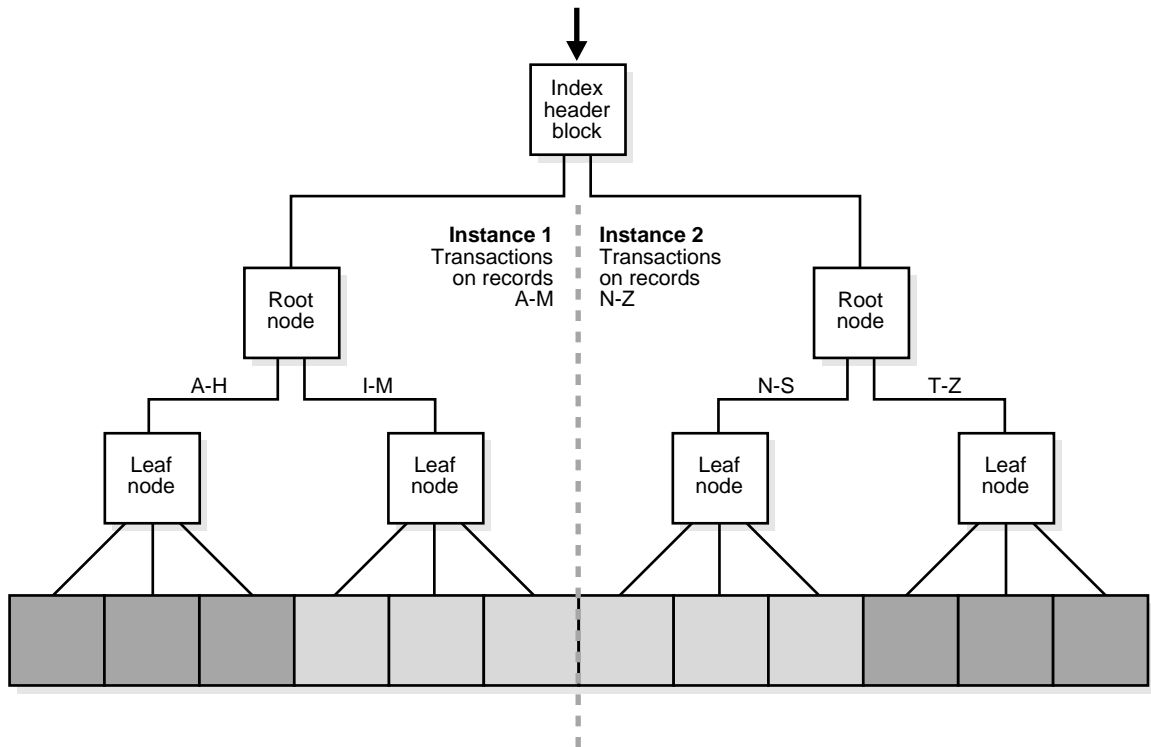 Index
header
block
Instance 1
Transactions
on records
A-M
Instance 2
Transactions
on records
N-Z
Root
node
Root
node
A-H
I-M
N-S
T-Z
Leaf
node
Leaf
node
Leaf
node
Leaf
node